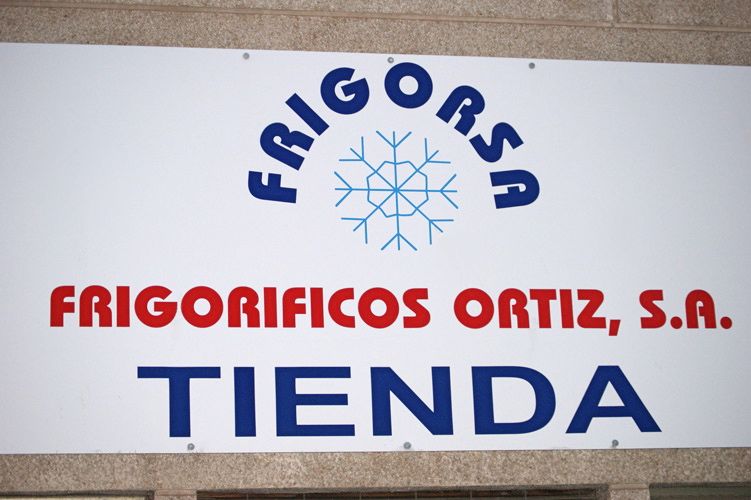 FRIGORSA
FRIGORIFICOS ORTIZ, S.A.
TIENDA